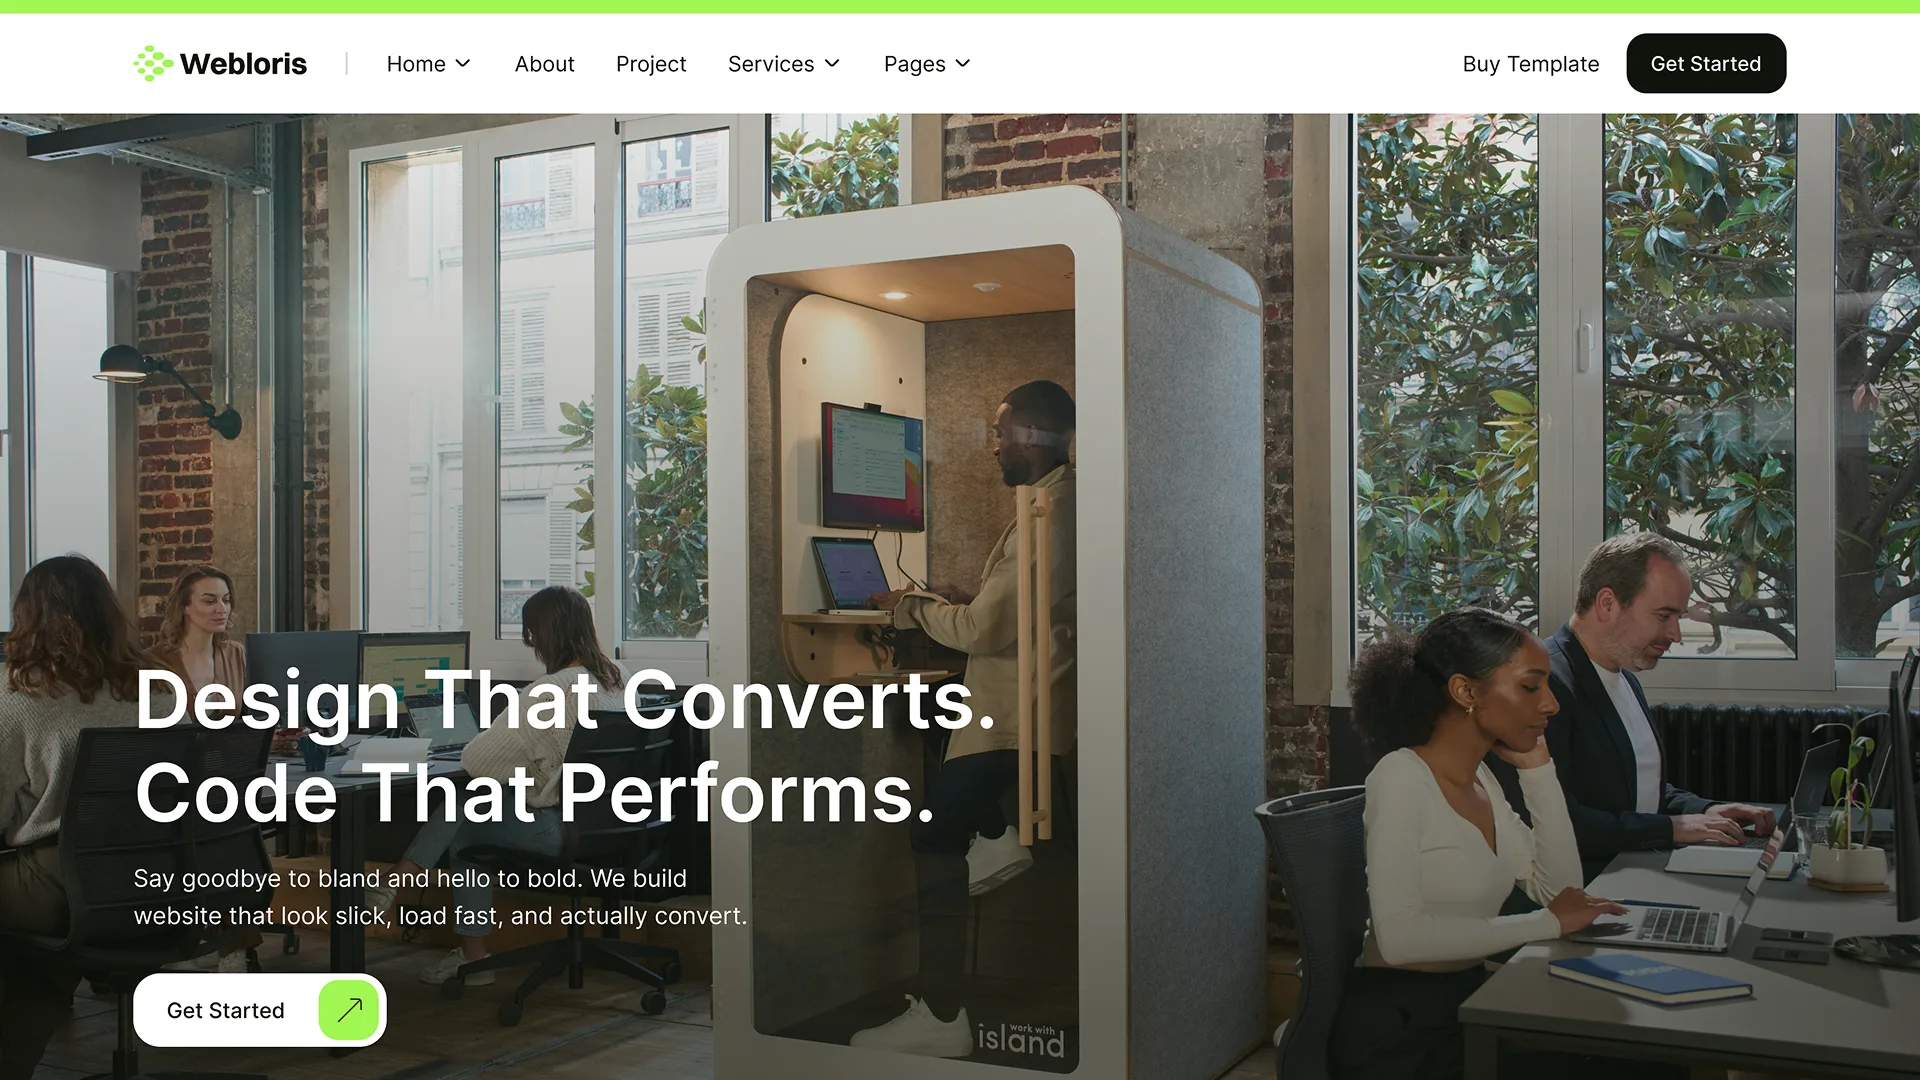 Webloris
Home
About
Project
Services
Pages
Buy Template
Get Started
Design That Converts.
Code That Performs.
Say goodbye to bland and hello to bold. We build
website that look slick, load fast, and actually convert.
Get Started
work with
island